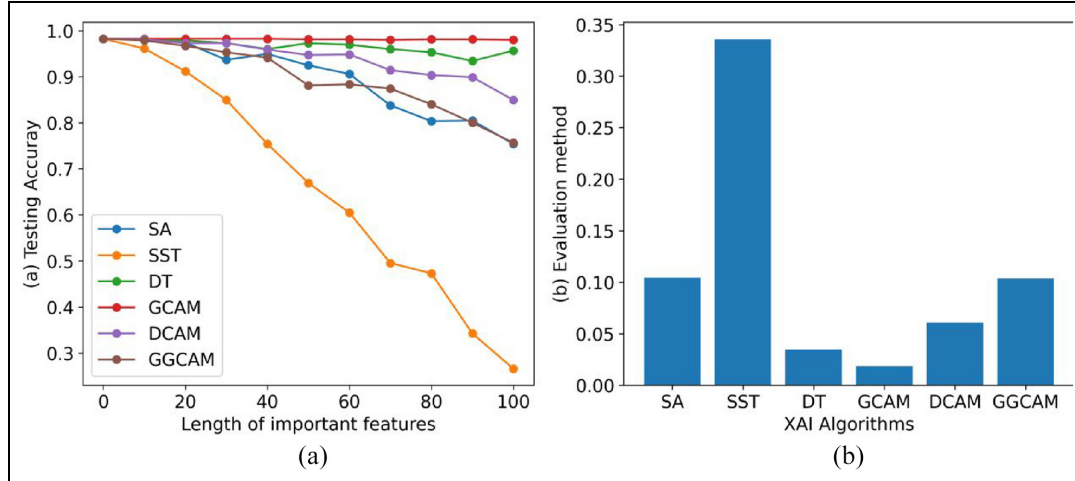 1.0
0.9
0.8
0.7
0.6
0.5
0.4
0.3
(a) Testing Accuray
SA
SST
DT
GCAM
DCAM
GGCAM
0 20 40 60 80 100
Length of important features
(a)
0.35
0.30
0.25
0.20
0.15
0.10
0.05
0.00
(b) Evaluation method
SA SST DT GCAM DCAM GGCAM
XAI Algorithms
(b)